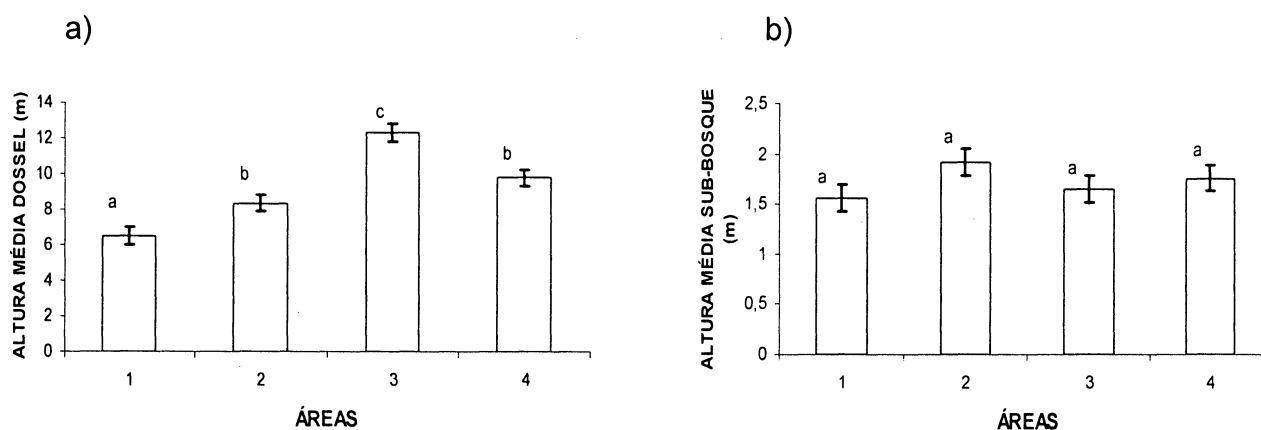 a)
ALTURA MÉDIA DOSSEL (m)
14
12
10
8
6
4
2
0
a
b
c
b
1
2
3
4
ÁREAS
b)
ALTURA MÉDIA SUB-BOSQUE
(m)
2,5
2
1,5
1
0,5
0
a
a
a
a
1
2
3
4
ÁREAS